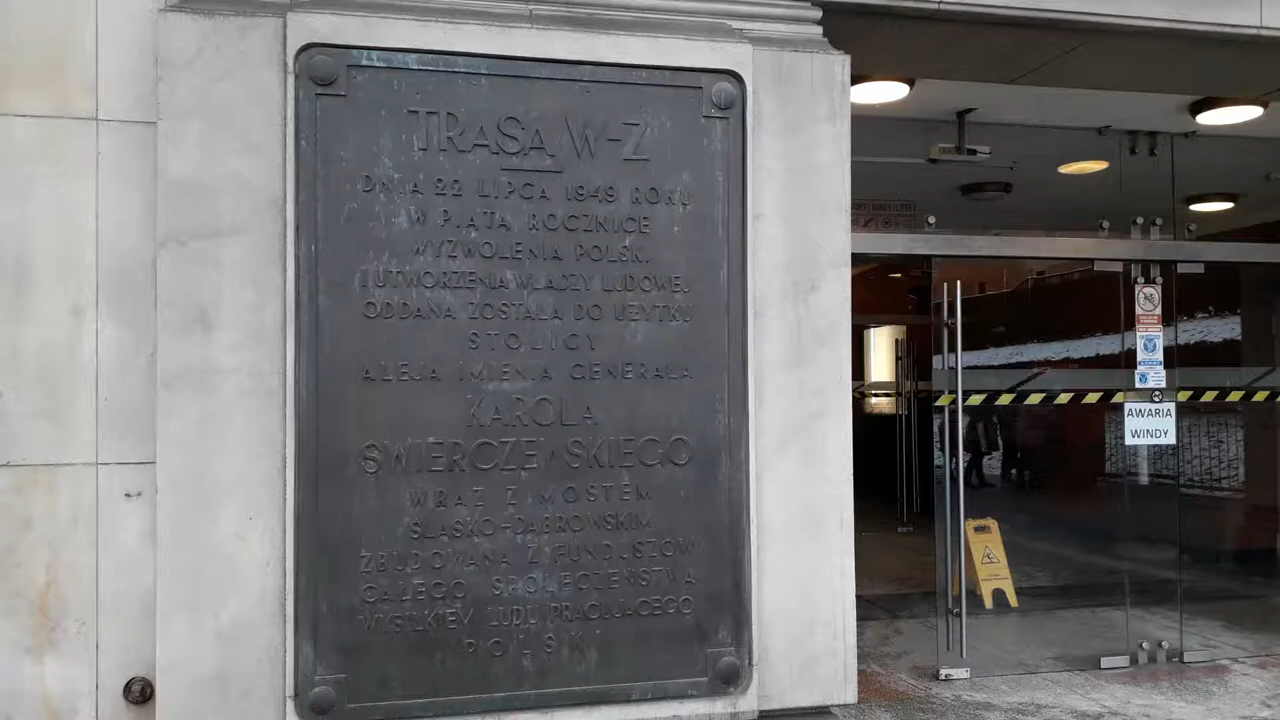 TRASA W-Z
DNIA 22 LIPCA 1949 ROKU
W PIĄTĄ ROCZNICĘ
WYZWOLENIA POLSKI
I UTWORZENIA WŁADZY LUDOWEJ
ODDANA ZOSTAŁA DO UŻYTKU
STOLICY
ALEJA IMIENIA GENERAŁA
KAROLA
ŚWIERCZEWSKIEGO
WRAZ Z MOSTEM
ŚLĄSKO-DĄBROWSKIM
ZBUDOWANA Z FUNDUSZÓW
CAŁEGO SPOŁECZEŃSTWA
WYSIŁKIEM LUDU PRACUJĄCEGO
POLSKI
AWARIA
WINDY